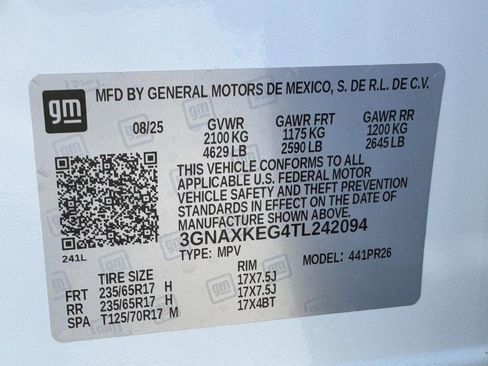 gm
MFD BY GENERAL MOTORS DE MEXICO, S. DE R.L. DE C.V.
08/25 GVWR GAWR FRT GAWR RR
2100 KG 1175 KG 1200 KG
4629 LB 2590 LB 2645 LB
THIS VEHICLE CONFORMS TO ALL
APPLICABLE U.S. FEDERAL MOTOR
VEHICLE SAFETY AND THEFT PREVENTION
STANDARDS IN EFFECT ON THE DATE OF
MANUFACTURE SHOWN ABOVE.
3GNAXKEG4TL242094
241L
TYPE: MPV MODEL: 441PR26
TIRE SIZE RIM
FRT 235/65R17 H 17X7.5J
RR 235/65R17 H 17X7.5J
SPA T125/70R17 M 17X4BT